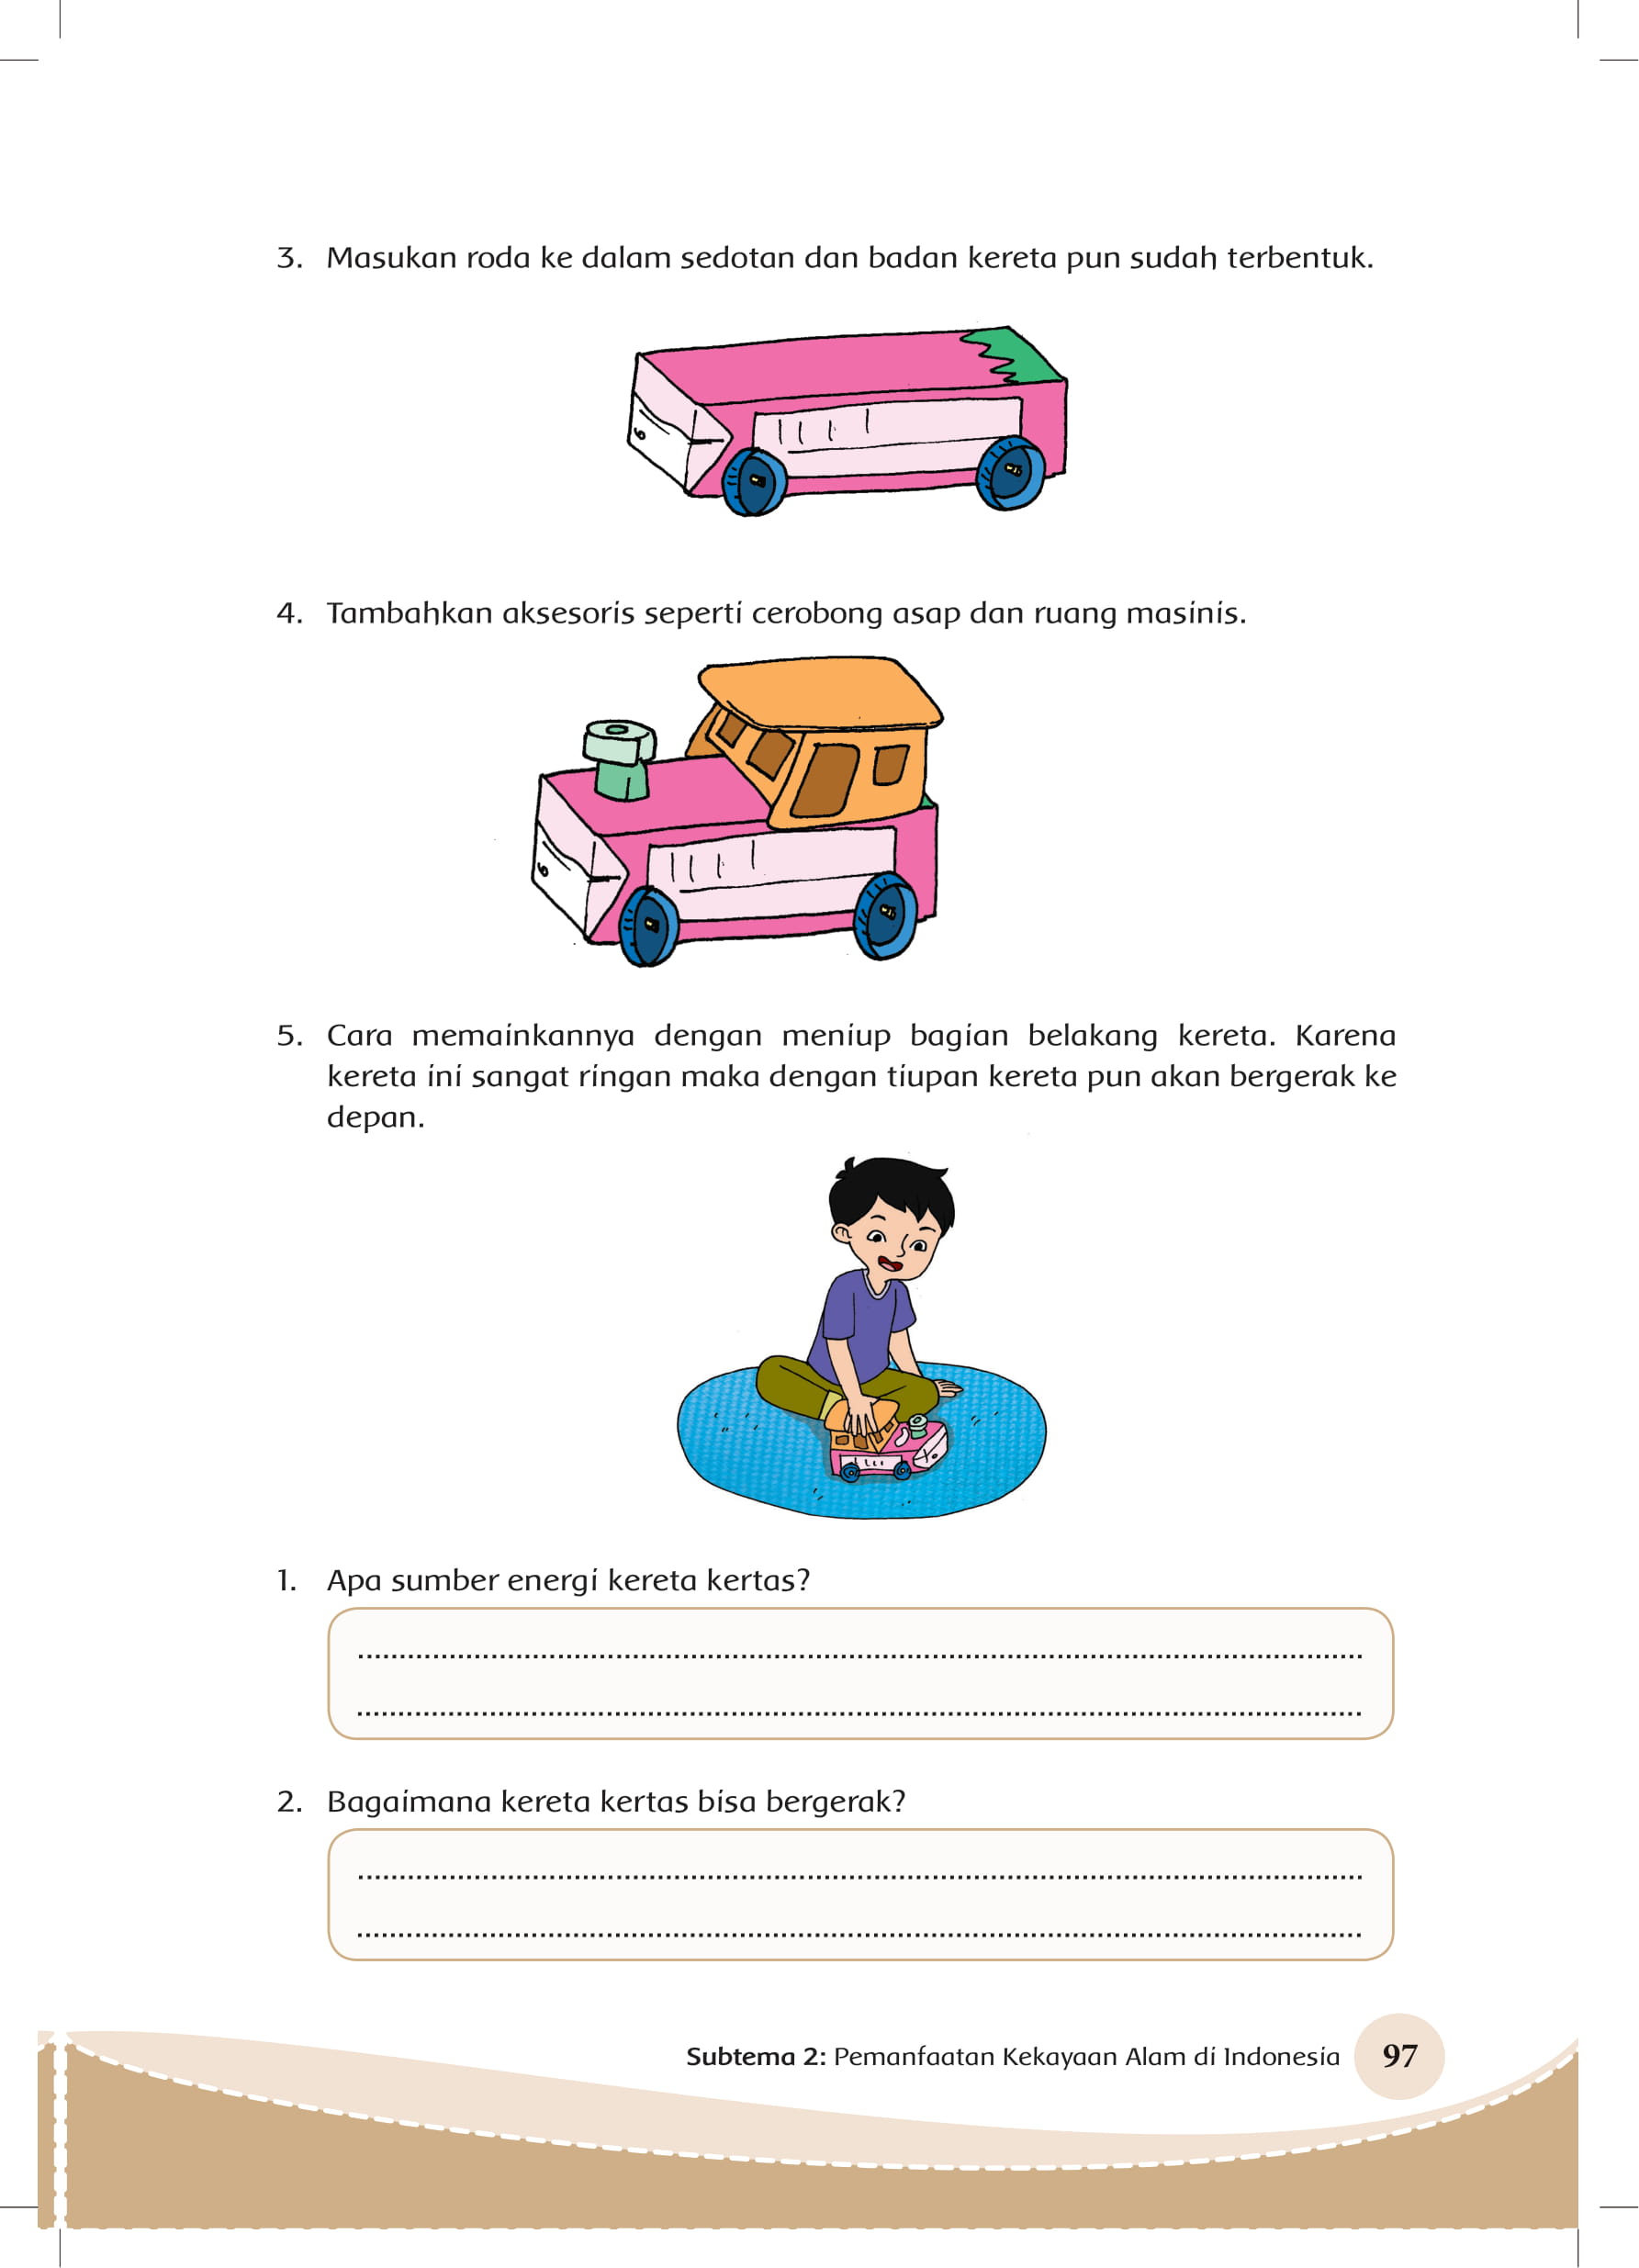 3. Masukan roda ke dalam sedotan dan badan kereta pun sudah terbentuk.
4. Tambahkan aksesoris seperti cerobong asap dan ruang masinis.
5. Cara memainkannya dengan meniup bagian belakang kereta. Karena
kereta ini sangat ringan maka dengan tiupan kereta pun akan bergerak ke
depan.
1. Apa sumber energi kereta kertas?
2. Bagaimana kereta kertas bisa bergerak?
Subtema 2: Pemanfaatan Kekayaan Alam di Indonesia 97